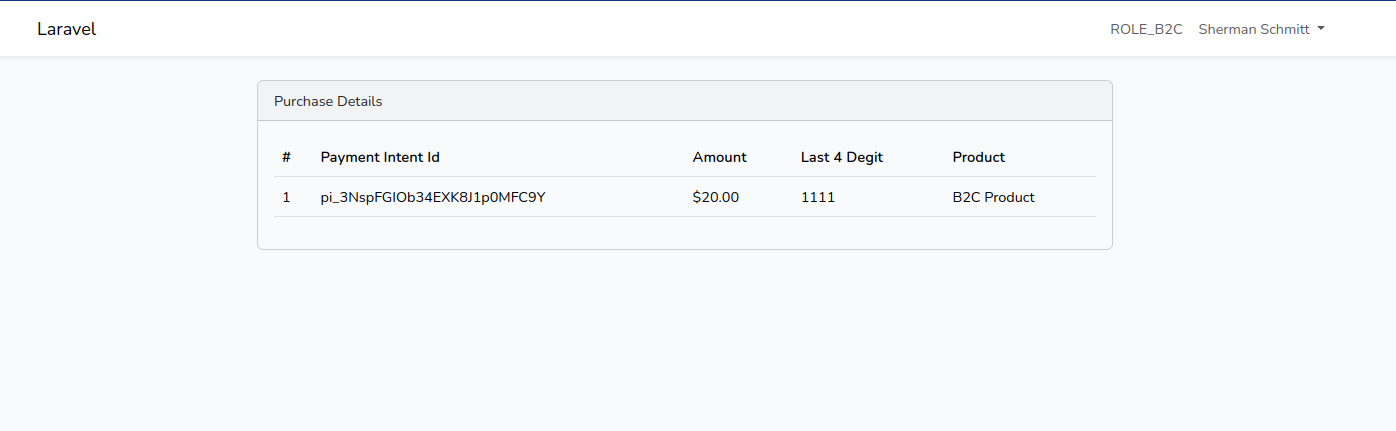 Laravel ROLE_B2C Sherman Schmitt
Purchase Details
# Payment Intent Id Amount Last 4 Degit Product
1 pi_3NspFGIOb34EXK8J1p0MFC9Y $20.00 1111 B2C Product